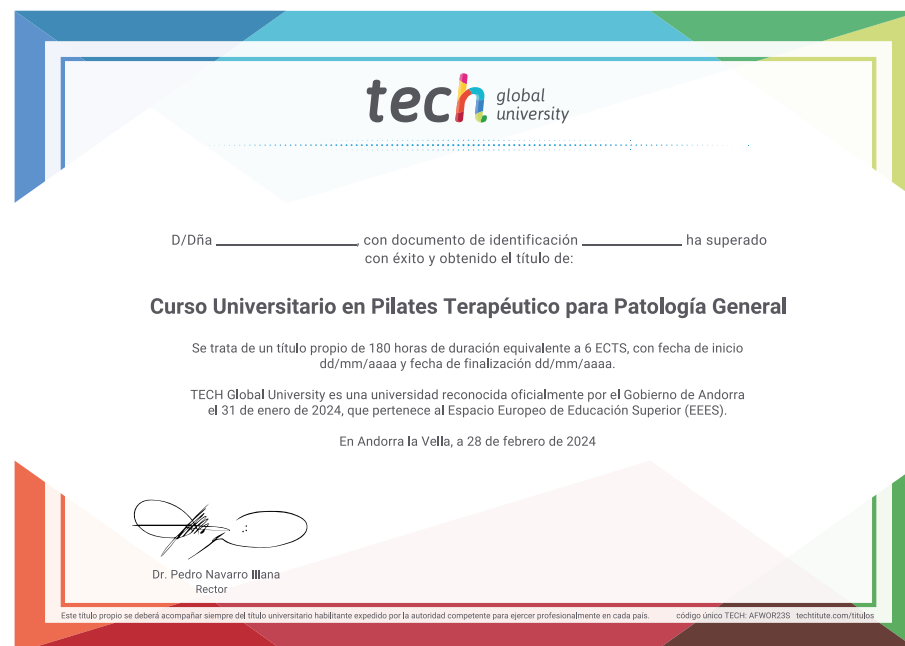 tech global university
D/Dña ____________________, con documento de identificación ______________ ha superado
con éxito y obtenido el título de:
Curso Universitario en Pilates Terapéutico para Patología General
Se trata de un título propio de 180 horas de duración equivalente a 6 ECTS, con fecha de inicio
dd/mm/aaaa y fecha de finalización dd/mm/aaaa.
TECH Global University es una universidad reconocida oficialmente por el Gobierno de Andorra
el 31 de enero de 2024, que pertenece al Espacio Europeo de Educación Superior (EEES).
En Andorra la Vella, a 28 de febrero de 2024
Dr. Pedro Navarro Illana
Rector
Este título propio se deberá acompañar siempre del título universitario habilitante expedido por la autoridad competente para ejercer profesionalmente en cada país. código único TECH: AFWOR23S techtitute.com/titulos